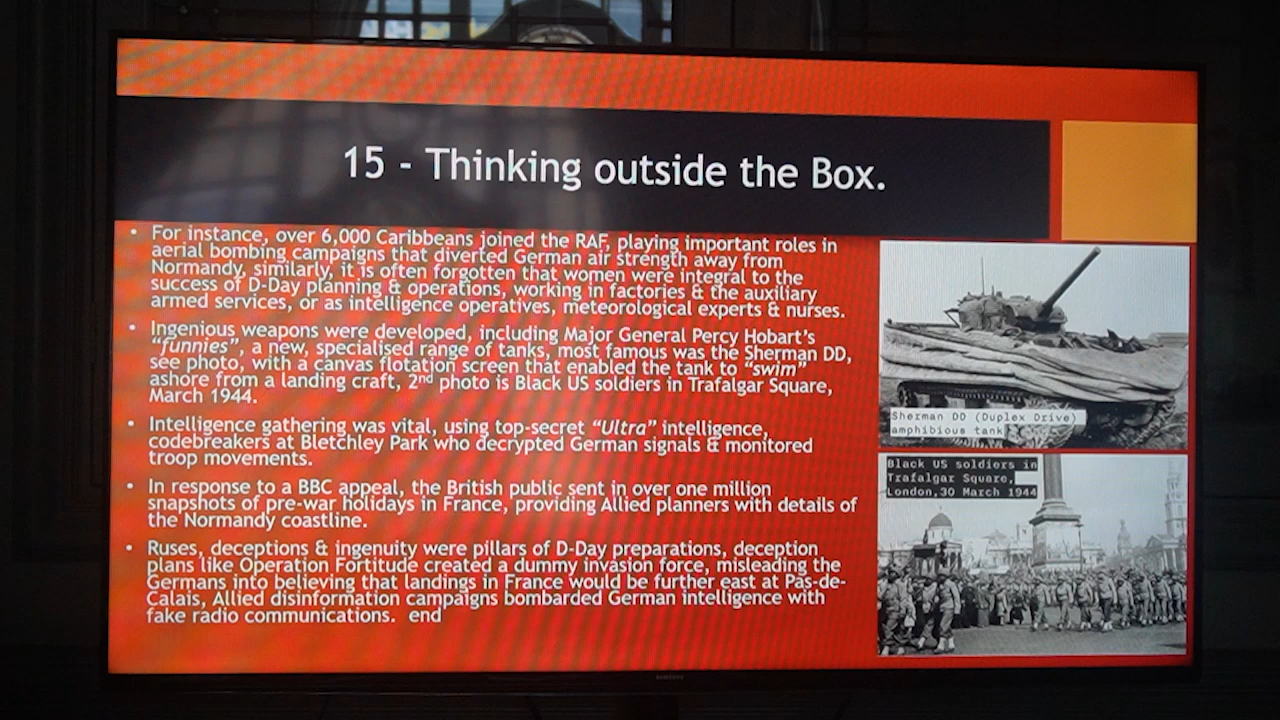 15 - Thinking outside the Box.
• For instance, over 6,000 Caribbeans joined the RAF, playing important roles in
aerial bombing campaigns that diverted German air strength away from
Normandy, similarly, it is often forgotten that women were integral to the
success of D-Day planning & operations, working in factories & the auxiliary
armed services, or as intelligence operatives, meteorological experts & nurses.
• Ingenious weapons were developed, including Major General Percy Hobart's
"funnies", a new, specialised range of tanks, most famous was the Sherman DD,
see photo, with a canvas flotation screen that enabled the tank to "swim"
ashore from a landing craft, 2nd photo is Black US soldiers in Trafalgar Square,
March 1944.
• Intelligence gathering was vital, using top-secret "Ultra" intelligence,
codebreakers at Bletchley Park who decrypted German signals & monitored
troop movements.
• In response to a BBC appeal, the British public sent in over one million
snapshots of pre-war holidays in France, providing Allied planners with details of
the Normandy coastline.
• Ruses, deceptions & ingenuity were pillars of D-Day preparations, deception
plans like Operation Fortitude created a dummy invasion force, misleading the
Germans into believing that landings in France would be further east at Pas-de-
Calais, Allied disinformation campaigns bombarded German intelligence with
fake radio communications. end
Sherman DD (Duplex Drive)
amphibious tank
Black US soldiers in
Trafalgar Square,
London, 30 March 1944
SAMSUNG